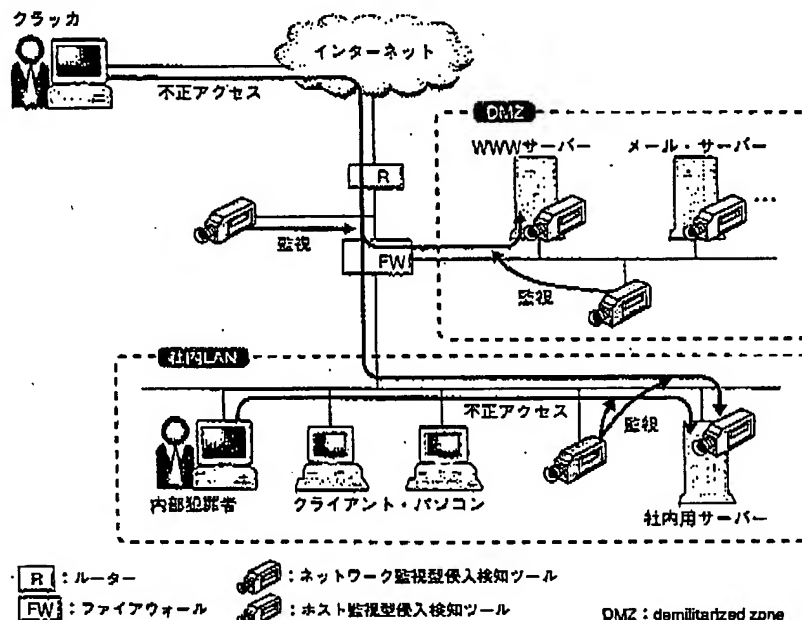 クラッカ
インターネット
不正アクセス
DMZ
WWWサーバー
メール・サーバー
...
R
監視
FW
監視
社内LAN
不正アクセス
監視
内部犯罪者
クライアント・パソコン
社内用サーバー
R：ルーター
：ネットワーク監視型侵入検知ツール
FW：ファイアウォール
：ホスト監視型侵入検知ツール
DMZ：demilitarized zone